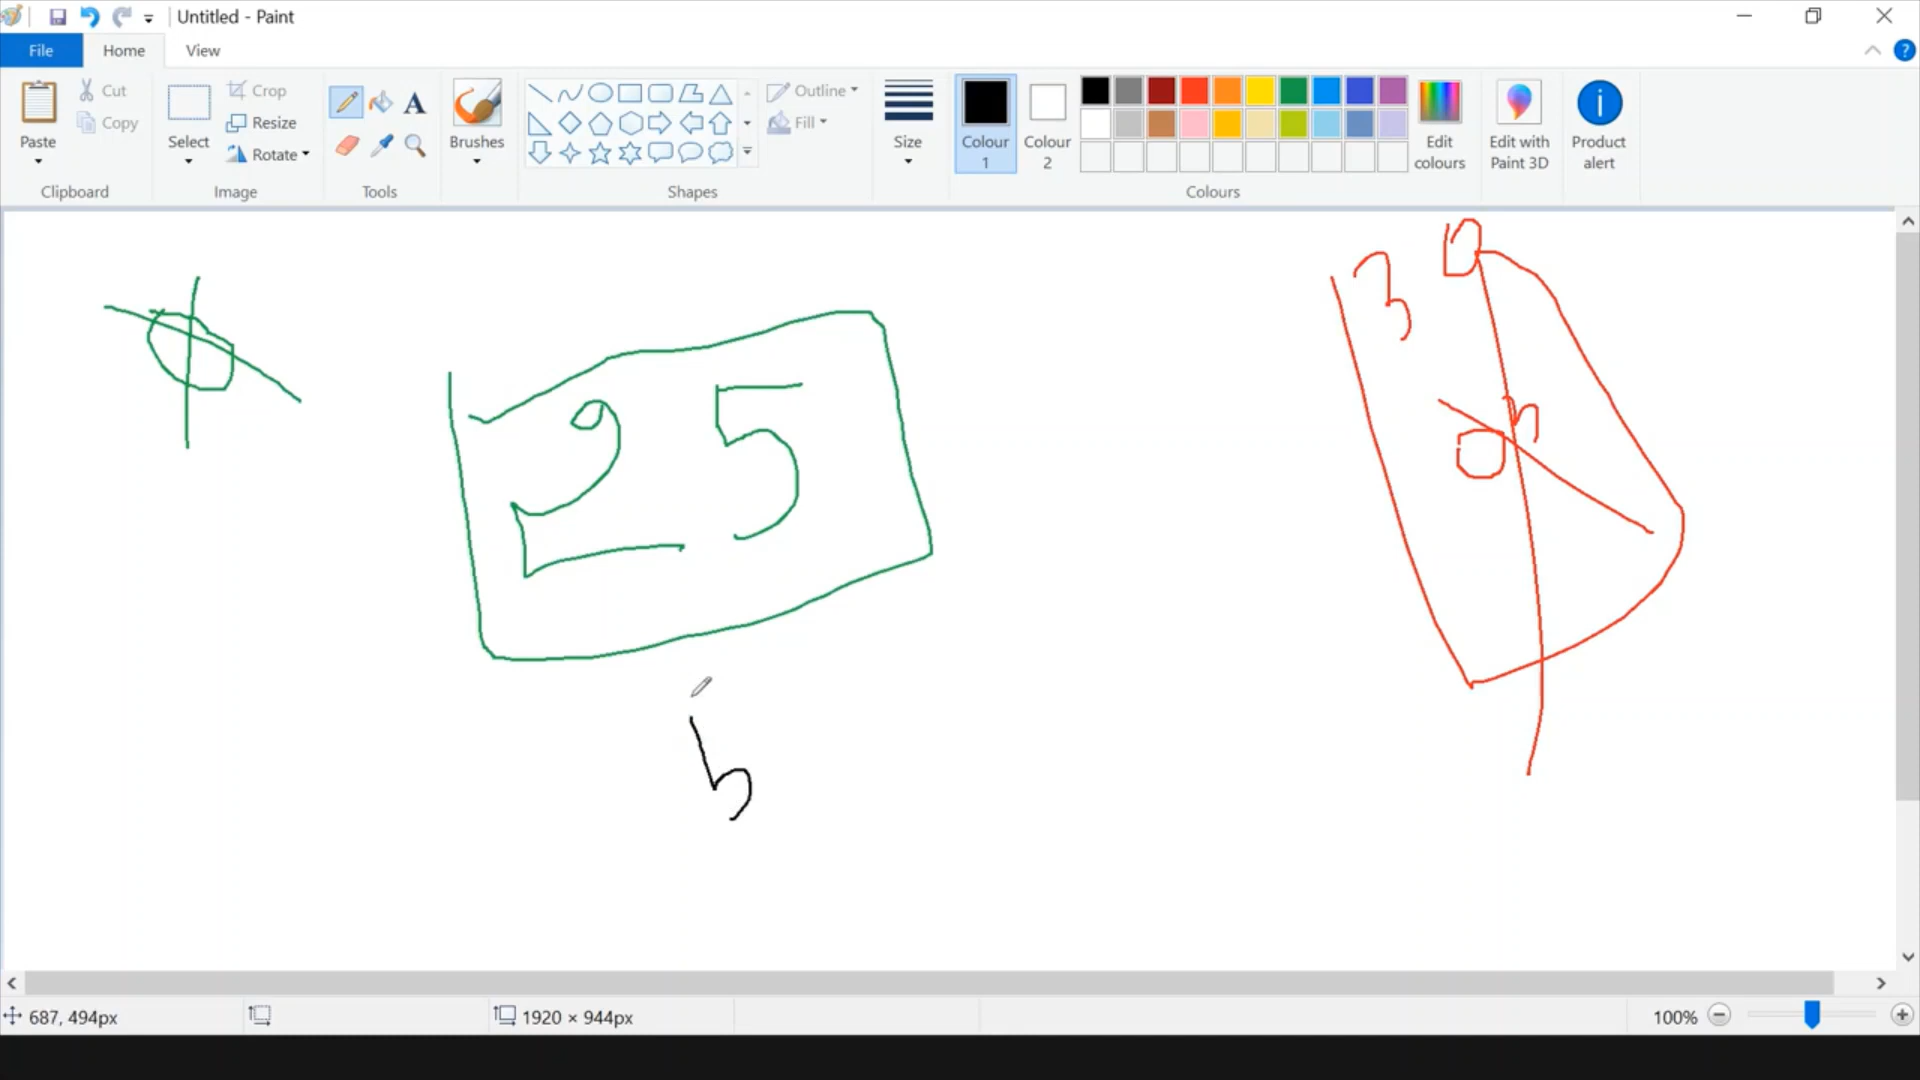 Untitled - Paint
File Home View
Paste
Cut
Copy
Clipboard
Select
Crop
Resize
Rotate
Image
Tools
Brushes
Shapes
Outline
Fill
Size
Colour 1
Colour 2
Colours
Edit colours
Edit with Paint 3D
Product alert
25
3
687, 494px
1920 × 944px
100%